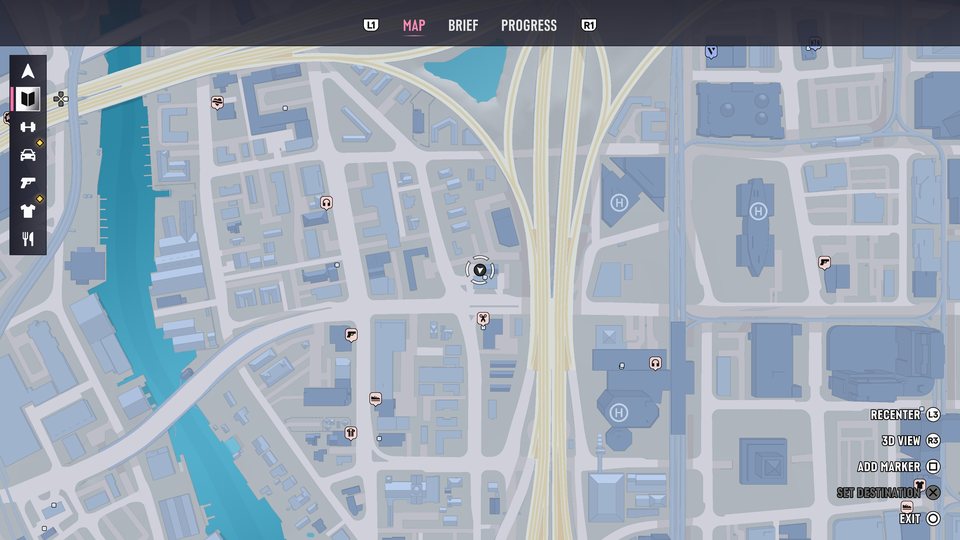 L1 MAP BRIEF PROGRESS R1
H
H
H
RECENTER L3
3D VIEW R3
ADD MARKER
SET DESTINATION
EXIT